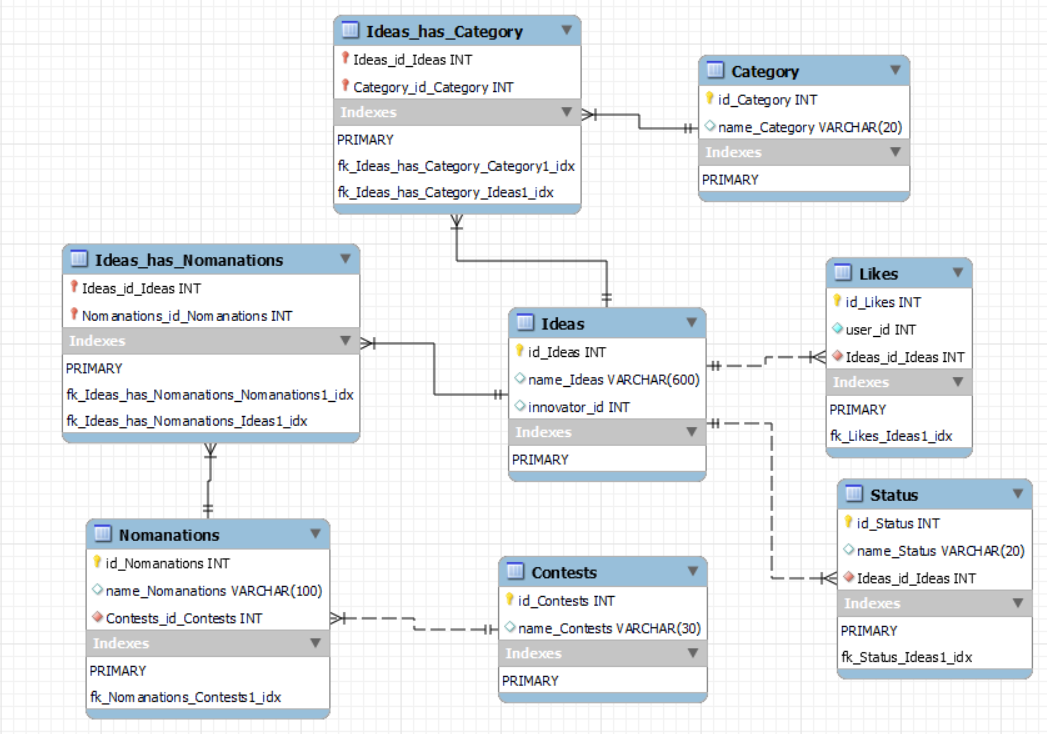 Ideas_has_Category
Ideas_id_Ideas INT
Category_id_Category INT
Indexes
PRIMARY
fk_Ideas_has_Category_Category1_idx
fk_Ideas_has_Category_Ideas1_idx
Category
id_Category INT
name_Category VARCHAR(20)
Indexes
PRIMARY
Ideas_has_Nomanations
Ideas_id_Ideas INT
Nomanations_id_Nomanations INT
Indexes
PRIMARY
fk_Ideas_has_Nomanations_Nomanations1_idx
fk_Ideas_has_Nomanations_Ideas1_idx
Ideas
id_Ideas INT
name_Ideas VARCHAR(600)
innovator_id INT
Indexes
PRIMARY
Likes
id_Likes INT
user_id INT
Ideas_id_Ideas INT
Indexes
PRIMARY
fk_Likes_Ideas1_idx
Status
id_Status INT
name_Status VARCHAR(20)
Ideas_id_Ideas INT
Indexes
PRIMARY
fk_Status_Ideas1_idx
Nomanations
id_Nomanations INT
name_Nomanations VARCHAR(100)
Contests_id_Contests INT
Indexes
PRIMARY
fk_Nomanations_Contests1_idx
Contests
id_Contests INT
name_Contests VARCHAR(30)
Indexes
PRIMARY